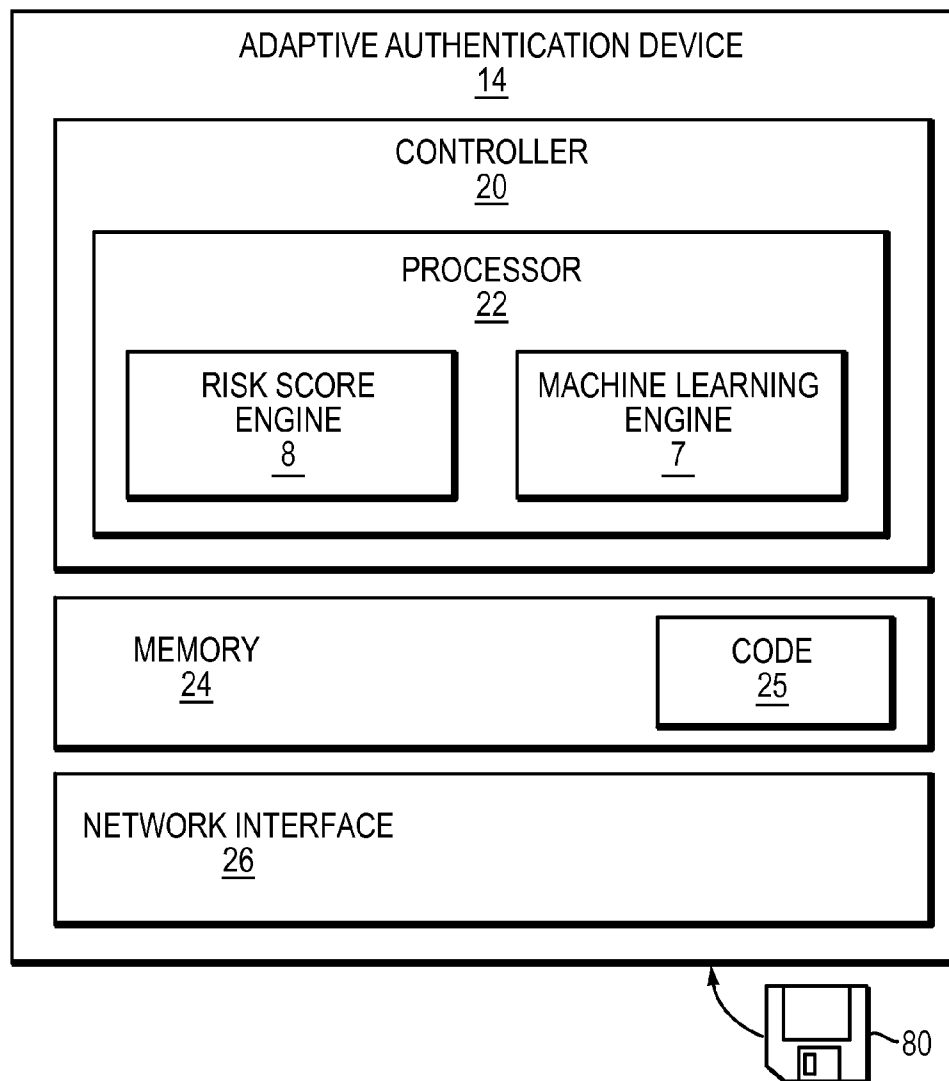 ADAPTIVE AUTHENTICATION DEVICE
14
CONTROLLER
20
PROCESSOR
22
RISK SCORE
ENGINE
8
MACHINE LEARNING
ENGINE
7
MEMORY
24
CODE
25
NETWORK INTERFACE
26
80